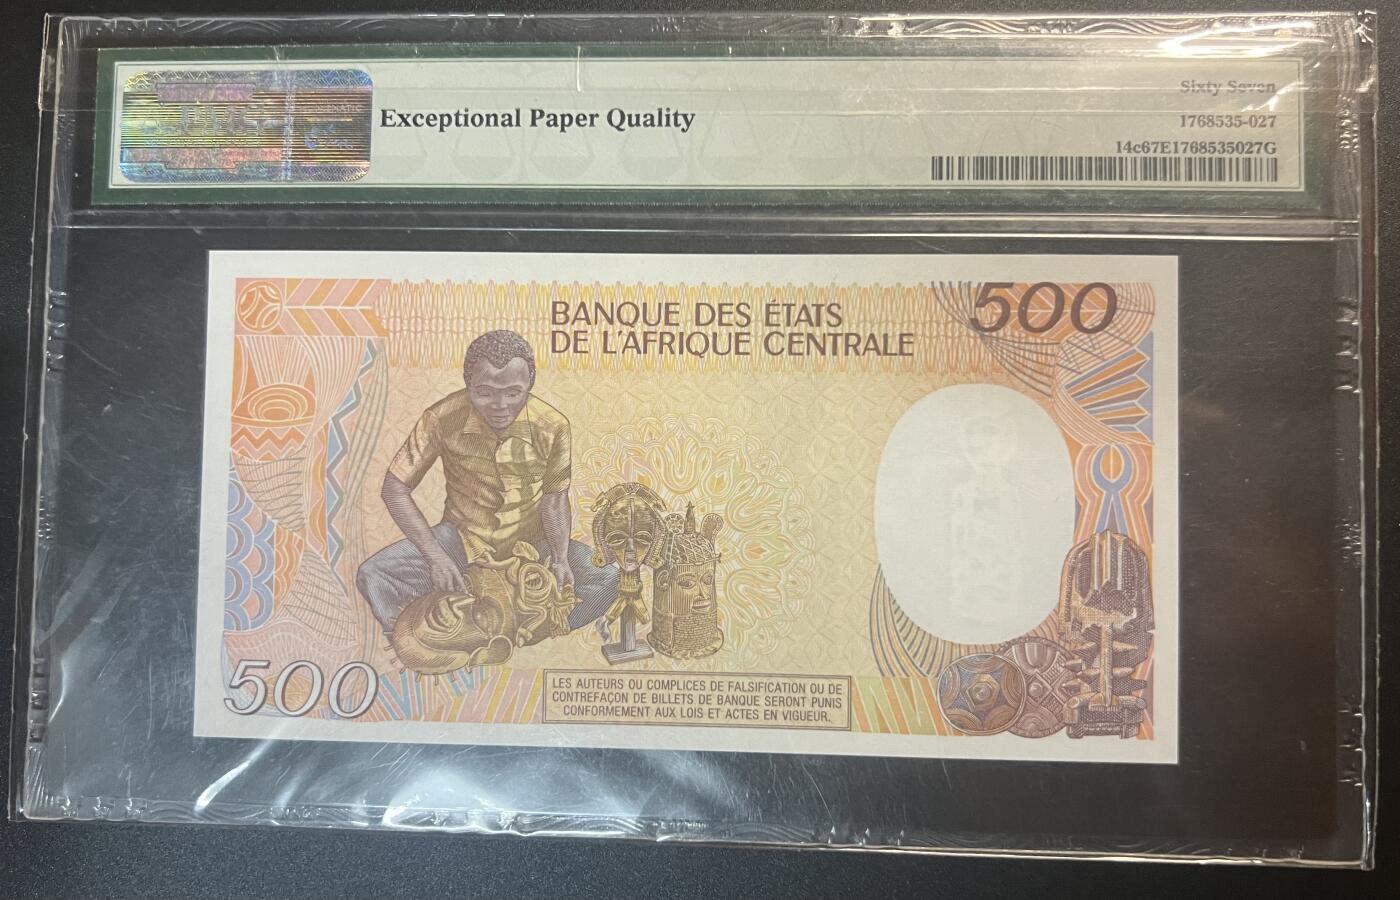 Exceptional Paper Quality
Sixty Seven
1768535-027
14c67E1768535027G
BANQUE DES ÉTATS
DE L'AFRIQUE CENTRALE
500
500
LES AUTEURS OU COMPLICES DE FALSIFICATION OU DE
CONTREFAÇON DE BILLETS DE BANQUE SERONT PUNIS
CONFORMEMENT AUX LOIS ET ACTES EN VIGUEUR.